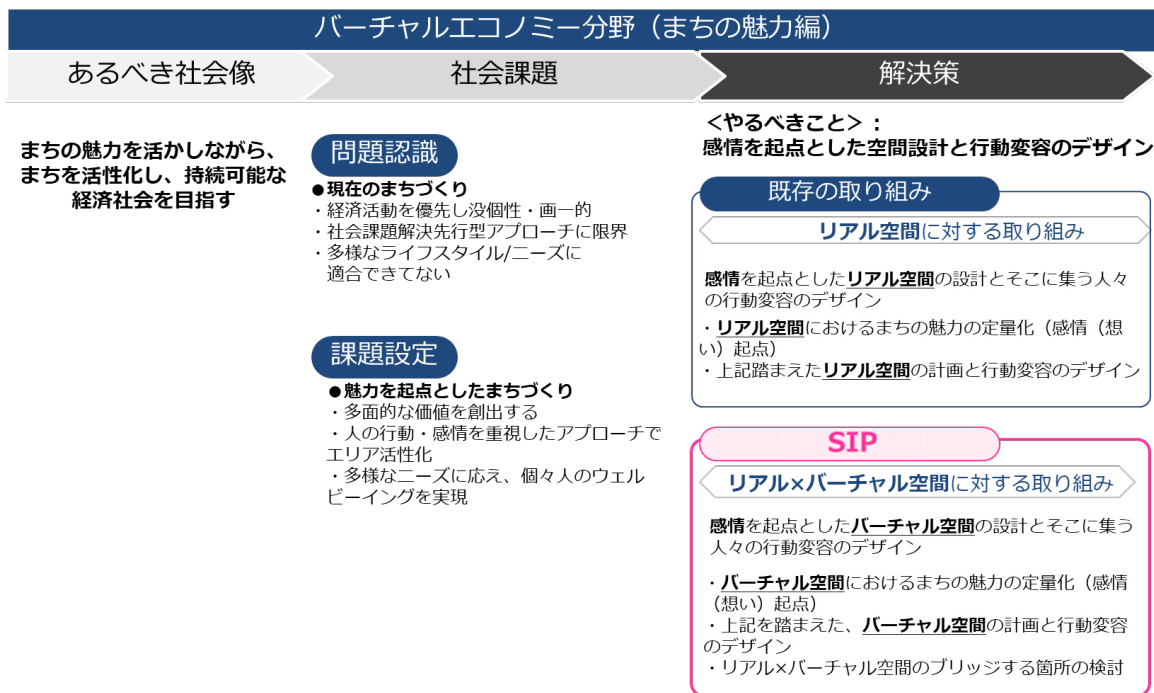 バーチャルエコノミー分野（まちの魅力編）
あるべき社会像
社会課題
解決策
まちの魅力を活かしながら、
まちを活性化し、持続可能な
経済社会を目指す
問題認識
●現在のまちづくり
・経済活動を優先し没個性・画一的
・社会課題解決先行型アプローチに限界
・多様なライフスタイル/ニーズに
適合できてない
課題設定
●魅力を起点としたまちづくり
・多面的な価値を創出する
・人の行動・感情を重視したアプローチで
エリア活性化
・多様なニーズに応え、個々人のウェル
ビーイングを実現
＜やるべきこと＞：
感情を起点とした空間設計と行動変容のデザイン
既存の取り組み
リアル空間に対する取り組み
感情を起点としたリアル空間の設計とそこに集う人々
の行動変容のデザイン
・リアル空間におけるまちの魅力の定量化（感情（想
い）起点）
・上記踏まえたリアル空間の計画と行動変容のデザイン
SIP
リアル×バーチャル空間に対する取り組み
感情を起点としたバーチャル空間の設計とそこに集う
人々の行動変容のデザイン
・バーチャル空間におけるまちの魅力の定量化（感情
（想い）起点）
・上記を踏まえた、バーチャル空間の計画と行動変容
のデザイン
・リアル×バーチャル空間のブリッジする箇所の検討